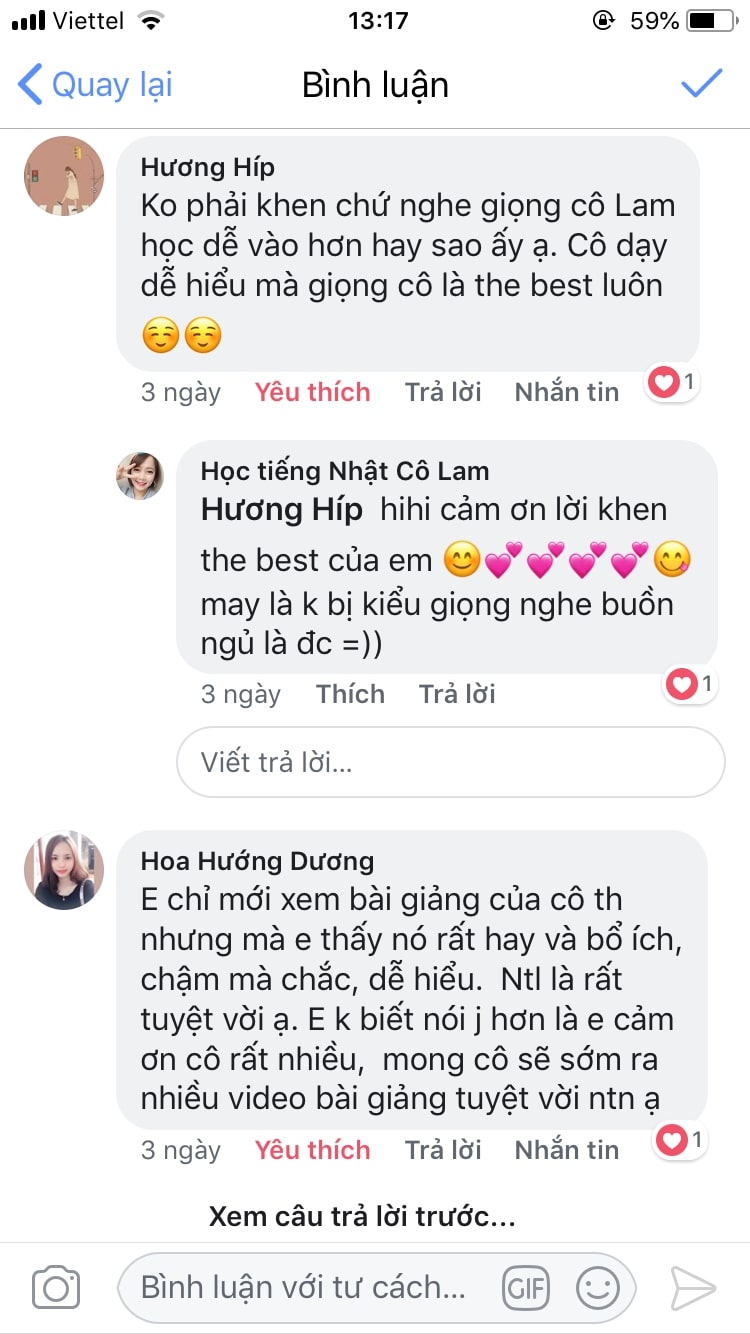 Viettel 13:17 59%
Quay lại Bình luận
Hương Híp
Ko phải khen chứ nghe giọng cô Lam
học dễ vào hơn hay sao ấy ạ. Cô dạy
dễ hiểu mà giọng cô là the best luôn
☺️☺️
3 ngày Yêu thích Trả lời Nhắn tin 1
Học tiếng Nhật Cô Lam
Hương Híp hihi cảm ơn lời khen
the best của em 😊💕💕💕💕😋
may là k bị kiểu giọng nghe buồn
ngủ là đc =))
3 ngày Thích Trả lời 1
Viết trả lời...
Hoa Hướng Dương
E chỉ mới xem bài giảng của cô th
nhưng mà e thấy nó rất hay và bổ ích,
chậm mà chắc, dễ hiểu. Ntl là rất
tuyệt vời ạ. E k biết nói j hơn là e cảm
ơn cô rất nhiều, mong cô sẽ sớm ra
nhiều video bài giảng tuyệt vời ntn ạ
3 ngày Yêu thích Trả lời Nhắn tin 1
Xem câu trả lời trước...
Bình luận với tư cách... GIF